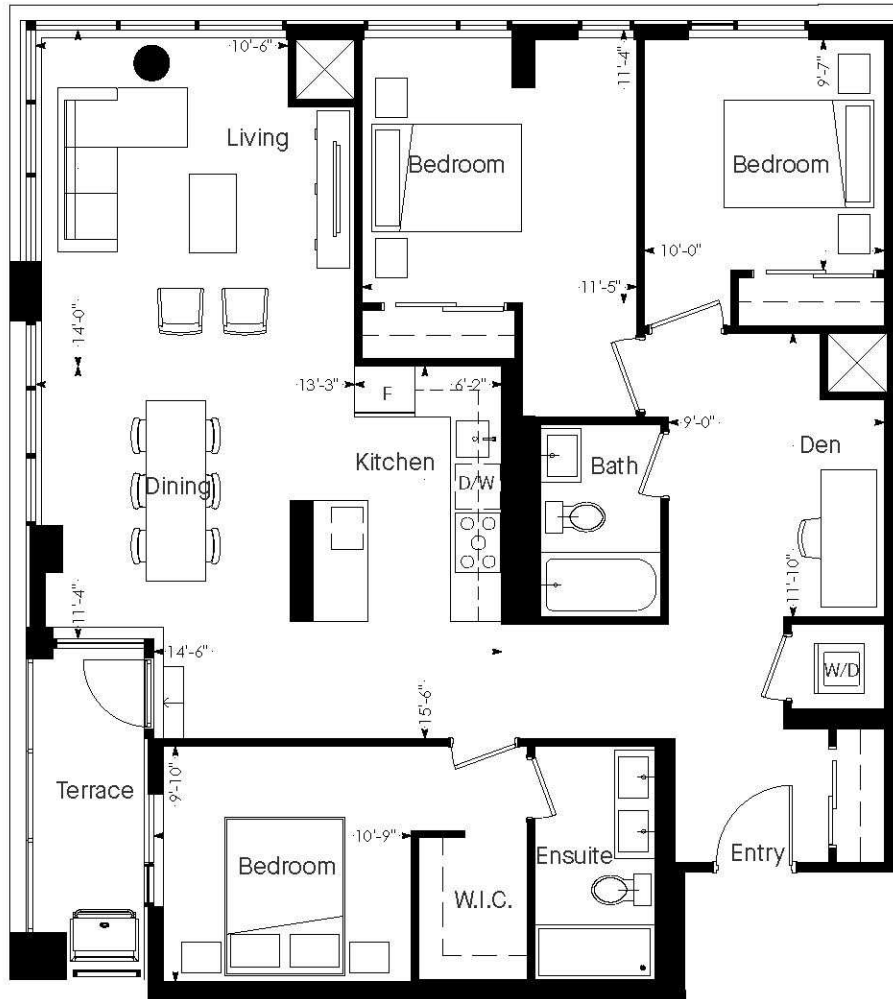 10'-6"
11'-4"
9'-7"
Living
Bedroom
Bedroom
10'-0"
11'-5"
14'-0"
13'-3"
F
6'-2"
9'-0"
Kitchen
Bath
Den
Dining
D/W
11'-10"
11'-4"
14'-6"
W/D
15'-6"
9'-10"
Terrace
10'-9"
Bedroom
Ensuite
Entry
W.I.C.